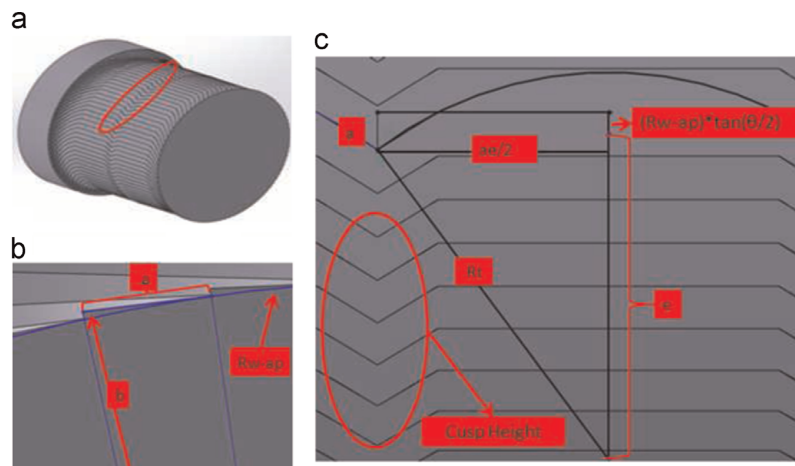 a
c
(Rw-ap)*tan(θ/2)
a
ae/2
b
a
Rt
e
Rw-ap
b
Cusp Height